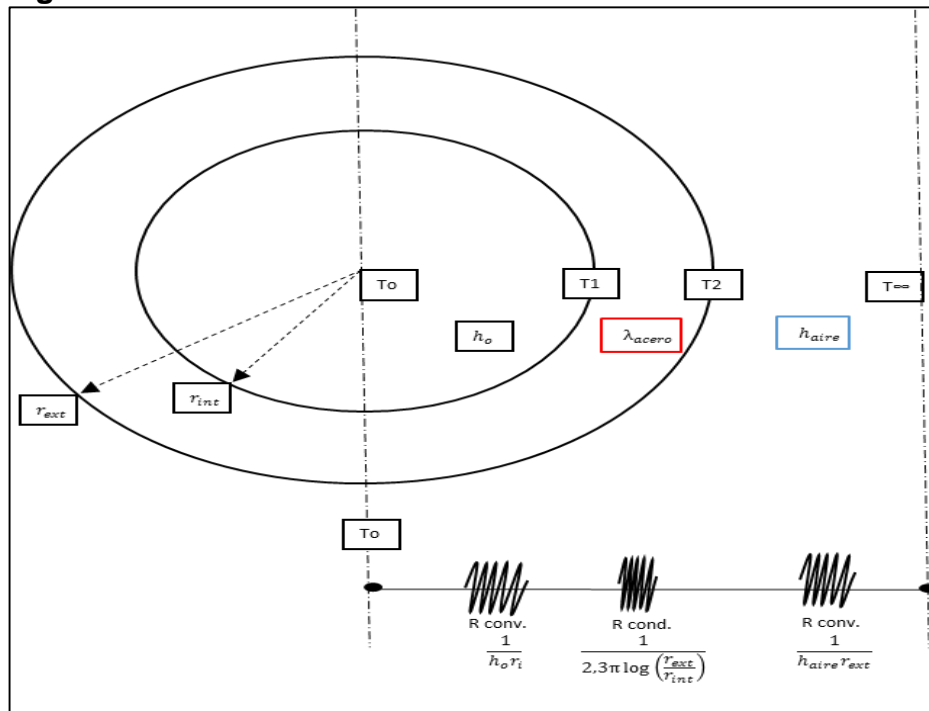 To
T1
T2
T∞
h_o
λ_acero
h_aire
r_ext
r_int
To
R conv.
1
h_o r_i
R cond.
1
2,3π log (r_ext/r_int)
R conv.
1
h_aire r_ext